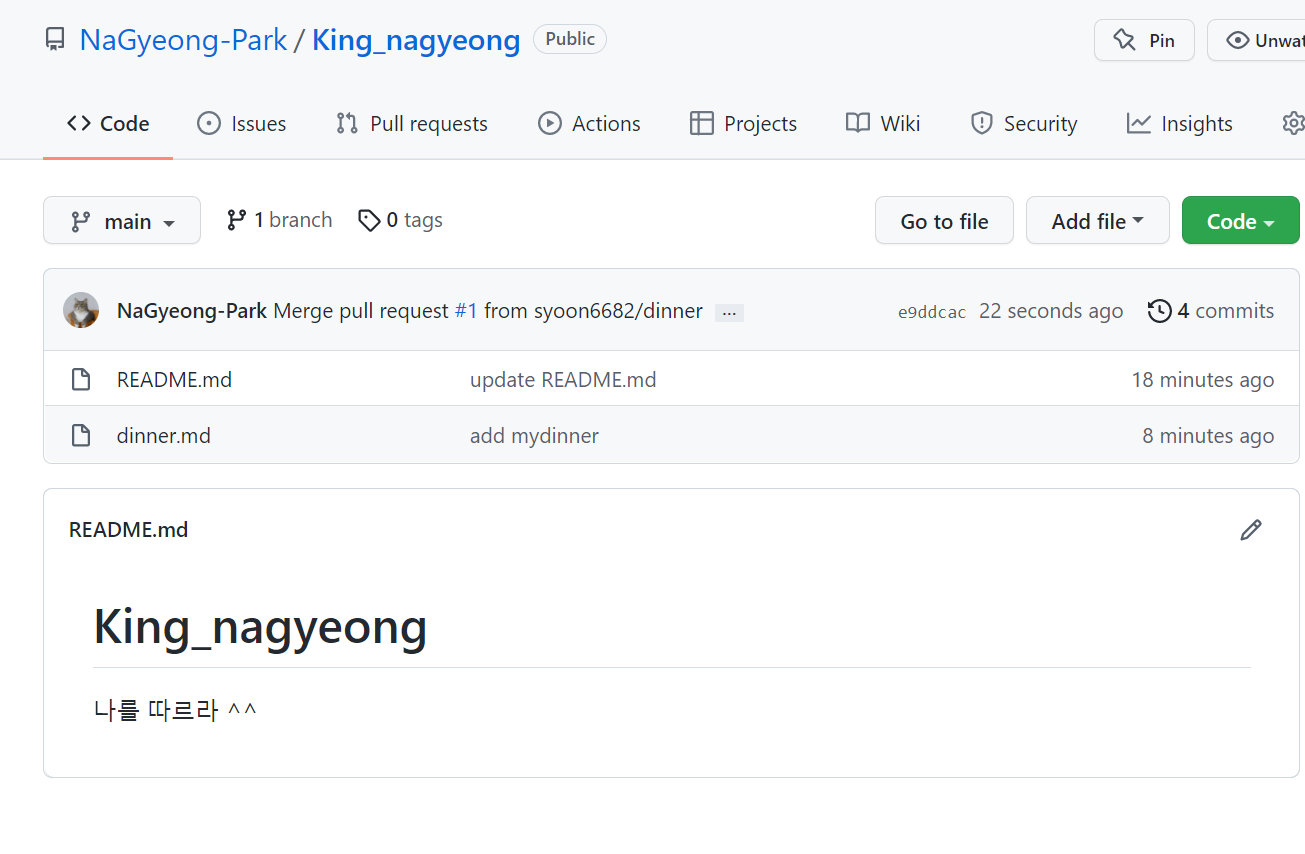 NaGyeong-Park / King_nagyeong Public Pin Unwat
Code Issues Pull requests Actions Projects Wiki Security Insights
main 1 branch 0 tags Go to file Add file Code
NaGyeong-Park Merge pull request #1 from syoon6682/dinner ... e9ddcac 22 seconds ago 4 commits
README.md update README.md 18 minutes ago
dinner.md add mydinner 8 minutes ago
README.md
King_nagyeong
나를 따르라 ^^